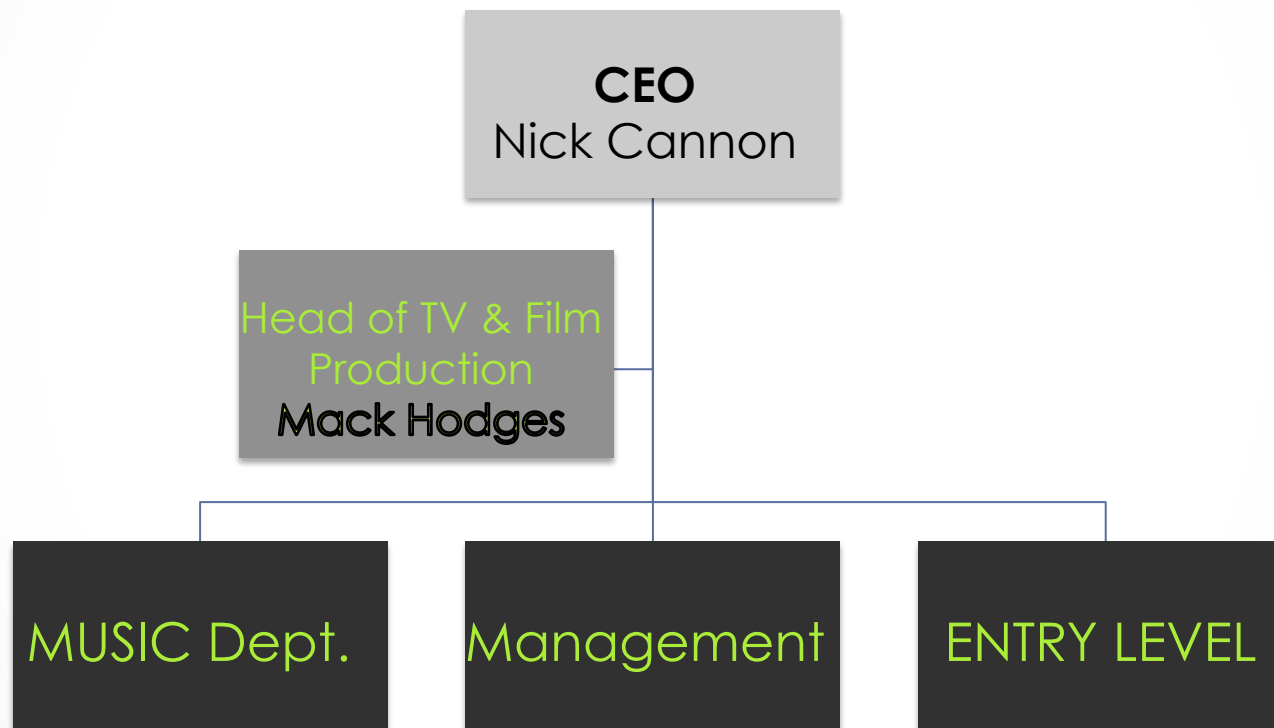 CEO
Nick Cannon
Head of TV & Film
Production
Mack Hodges
MUSIC Dept.
Management
ENTRY LEVEL